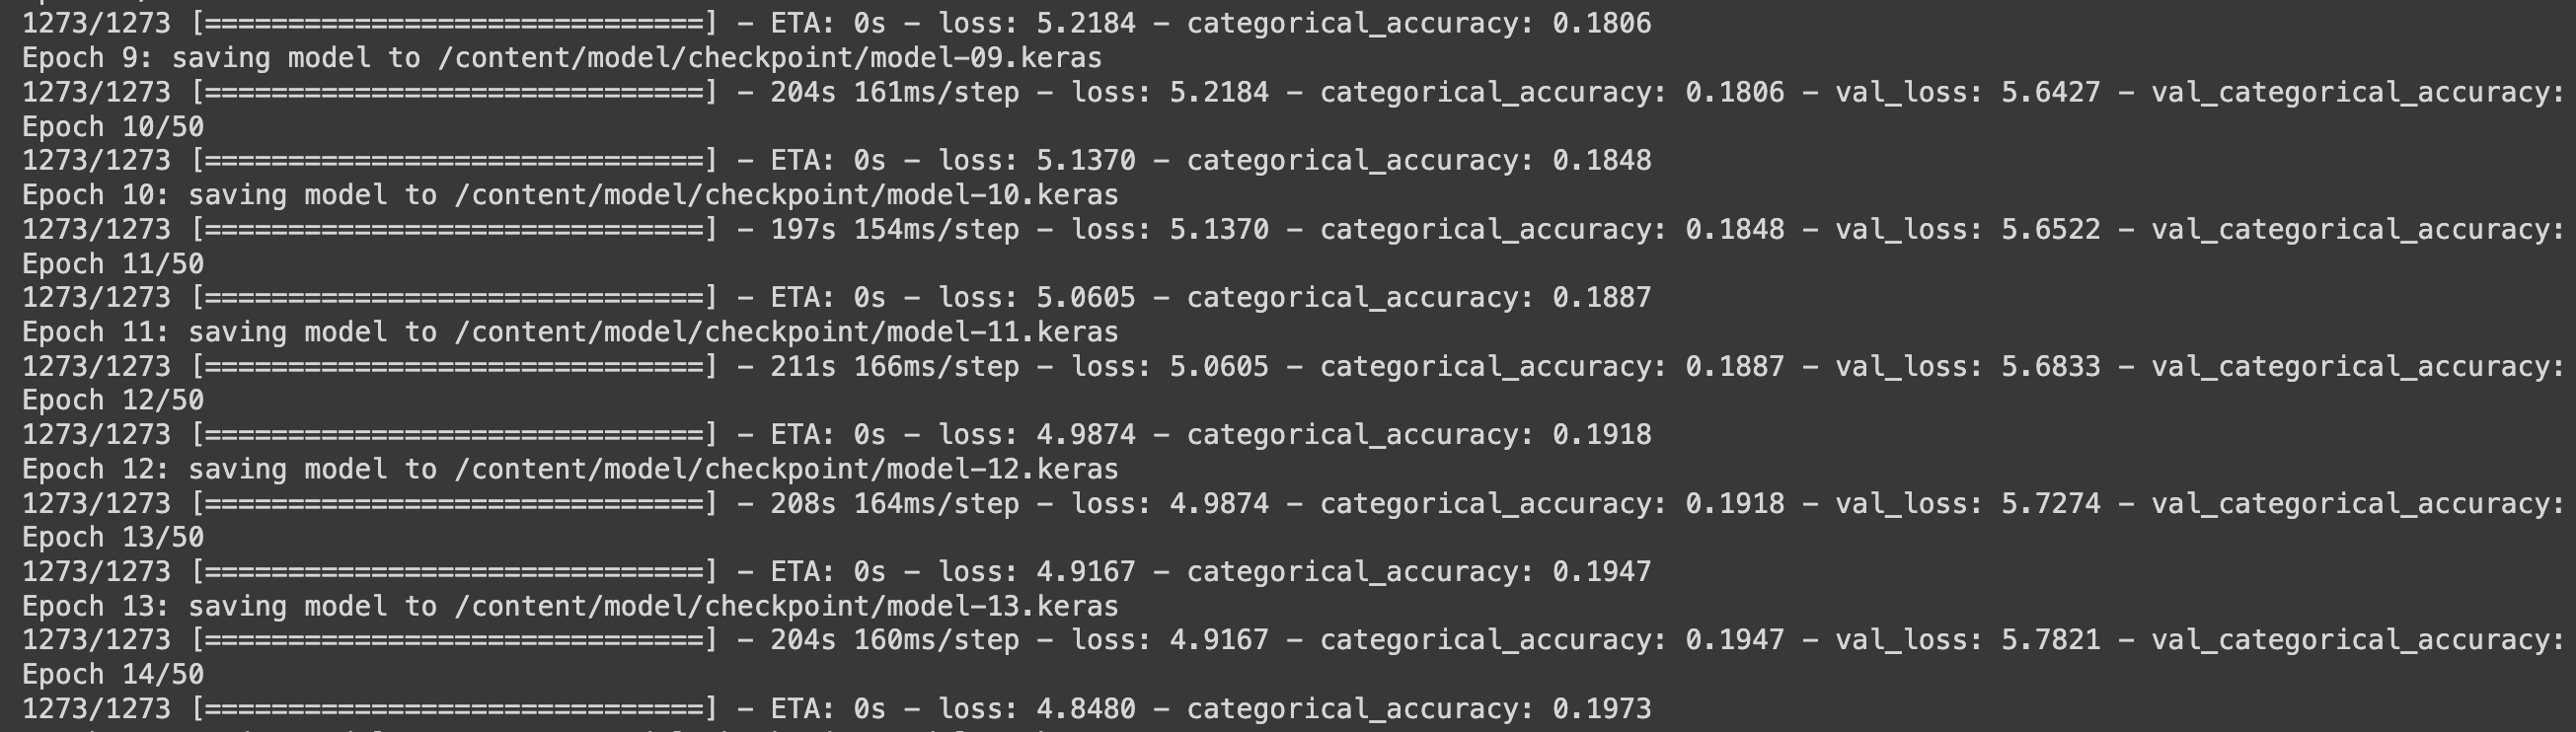 1273/1273 [==============================] - ETA: 0s - loss: 5.2184 - categorical_accuracy: 0.1806
Epoch 9: saving model to /content/model/checkpoint/model-09.keras
1273/1273 [==============================] - 204s 161ms/step - loss: 5.2184 - categorical_accuracy: 0.1806 - val_loss: 5.6427 - val_categorical_accuracy:
Epoch 10/50
1273/1273 [==============================] - ETA: 0s - loss: 5.1370 - categorical_accuracy: 0.1848
Epoch 10: saving model to /content/model/checkpoint/model-10.keras
1273/1273 [==============================] - 197s 154ms/step - loss: 5.1370 - categorical_accuracy: 0.1848 - val_loss: 5.6522 - val_categorical_accuracy:
Epoch 11/50
1273/1273 [==============================] - ETA: 0s - loss: 5.0605 - categorical_accuracy: 0.1887
Epoch 11: saving model to /content/model/checkpoint/model-11.keras
1273/1273 [==============================] - 211s 166ms/step - loss: 5.0605 - categorical_accuracy: 0.1887 - val_loss: 5.6833 - val_categorical_accuracy:
Epoch 12/50
1273/1273 [==============================] - ETA: 0s - loss: 4.9874 - categorical_accuracy: 0.1918
Epoch 12: saving model to /content/model/checkpoint/model-12.keras
1273/1273 [==============================] - 208s 164ms/step - loss: 4.9874 - categorical_accuracy: 0.1918 - val_loss: 5.7274 - val_categorical_accuracy:
Epoch 13/50
1273/1273 [==============================] - ETA: 0s - loss: 4.9167 - categorical_accuracy: 0.1947
Epoch 13: saving model to /content/model/checkpoint/model-13.keras
1273/1273 [==============================] - 204s 160ms/step - loss: 4.9167 - categorical_accuracy: 0.1947 - val_loss: 5.7821 - val_categorical_accuracy:
Epoch 14/50
1273/1273 [==============================] - ETA: 0s - loss: 4.8480 - categorical_accuracy: 0.1973